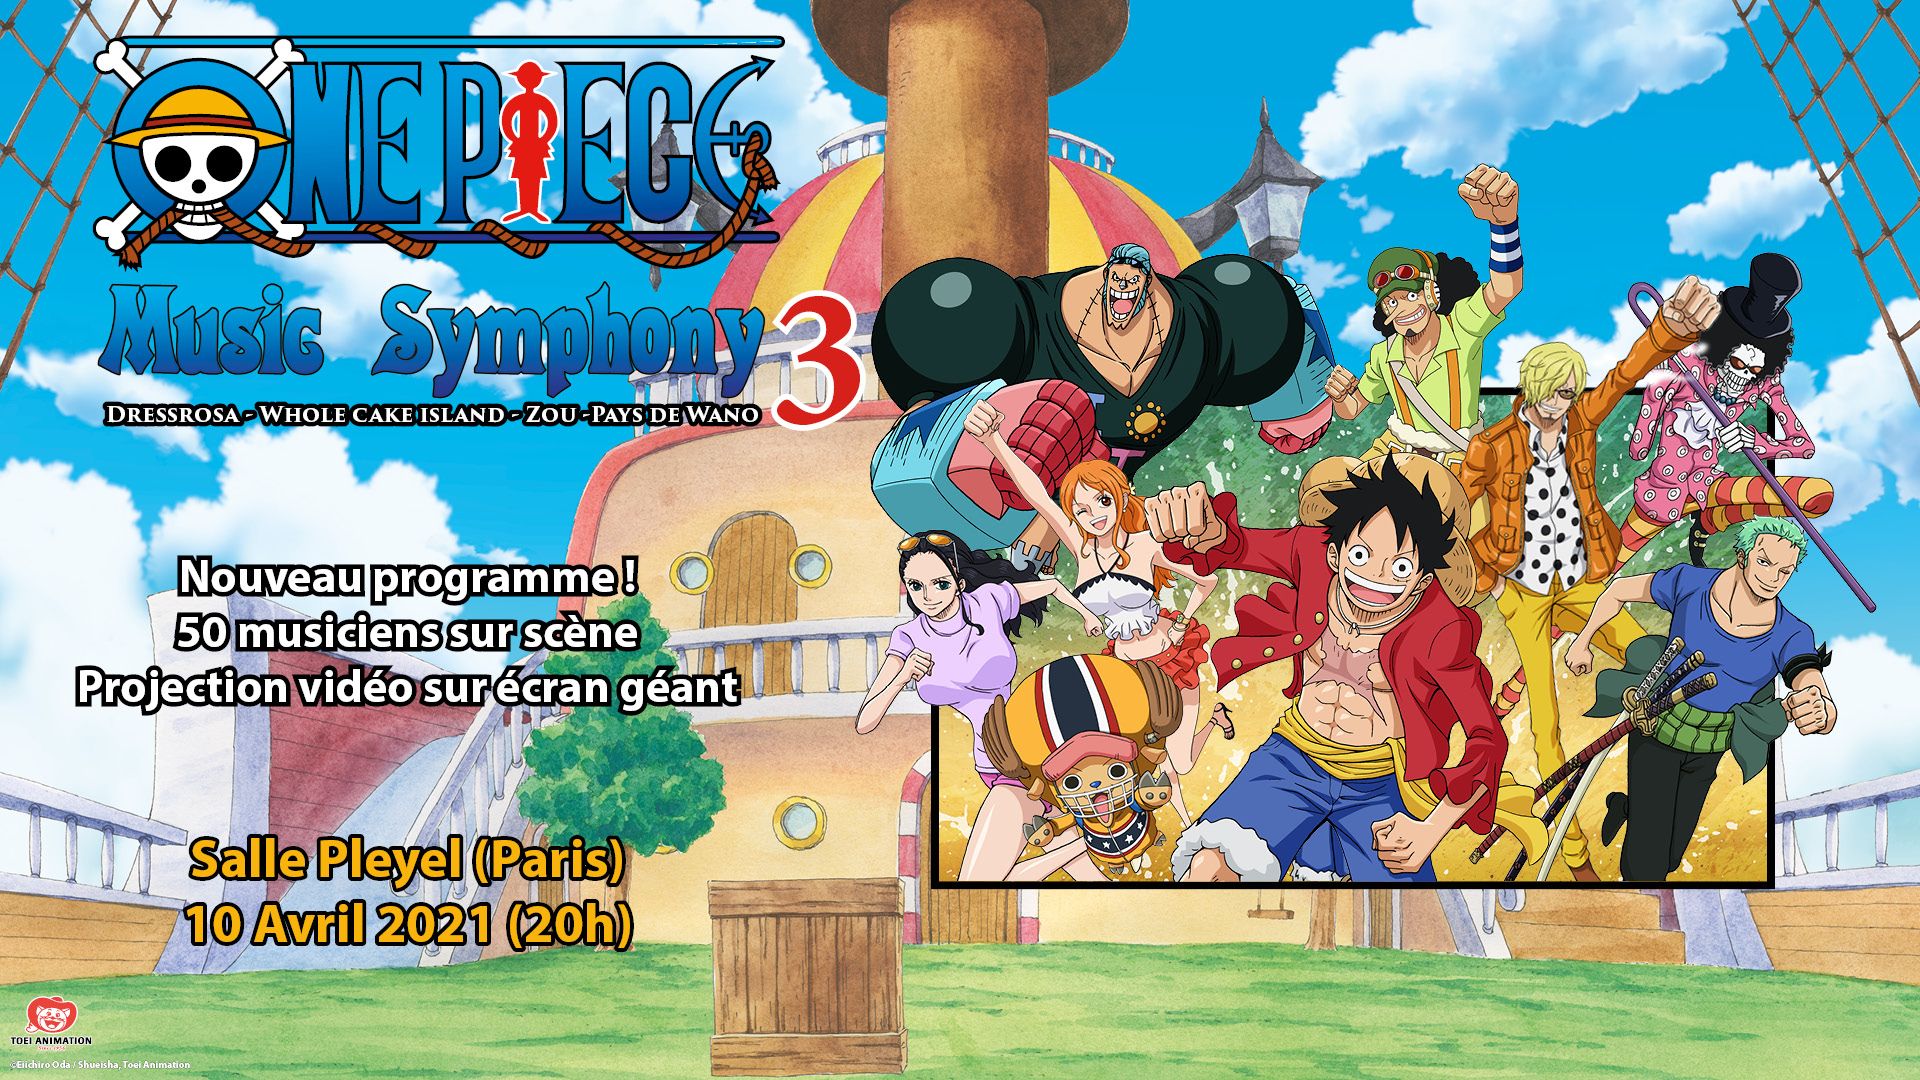 ONE PIECE
Music Symphony 3
DRESSROSA - WHOLE CAKE ISLAND - ZOU -PAYS DE WANO
Nouveau programme !
50 musiciens sur scène
Projection vidéo sur écran géant
Salle Pleyel (Paris)
10 Avril 2021 (20h)
TOEI ANIMATION
Since 1956
©Eiichiro Oda / Shueisha, Toei Animation